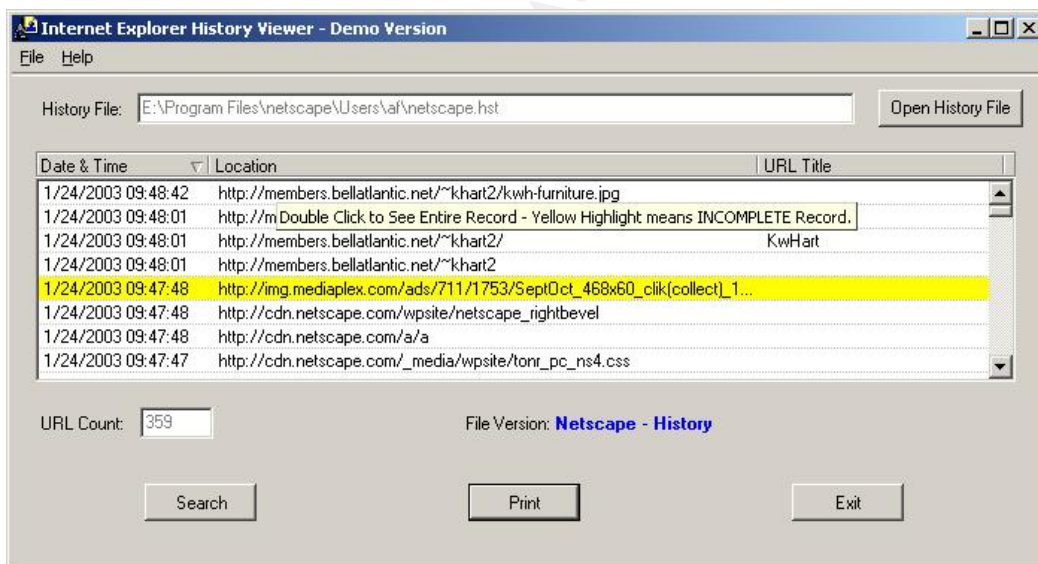 Internet Explorer History Viewer - Demo Version
File Help
History File: E:\Program Files\netscape\Users\af\netscape.hst Open History File
Date & Time Location URL Title
1/24/2003 09:48:42 http://members.bellatlantic.net/~khart2/kwh-furniture.jpg
1/24/2003 09:48:01 http://m Double Click to See Entire Record - Yellow Highlight means INCOMPLETE Record.
1/24/2003 09:48:01 http://members.bellatlantic.net/~khart2/ KwHart
1/24/2003 09:48:01 http://members.bellatlantic.net/~khart2
1/24/2003 09:47:48 http://img.mediaplex.com/ads/711/1753/SeptOct_468x60_clik(collect)_1...
1/24/2003 09:47:48 http://cdn.netscape.com/wpsite/netscape_rightbevel
1/24/2003 09:47:48 http://cdn.netscape.com/a/a
1/24/2003 09:47:47 http://cdn.netscape.com/_media/wpsite/tonr_pc_ns4.css
URL Count: 359 File Version: Netscape - History
Search Print Exit